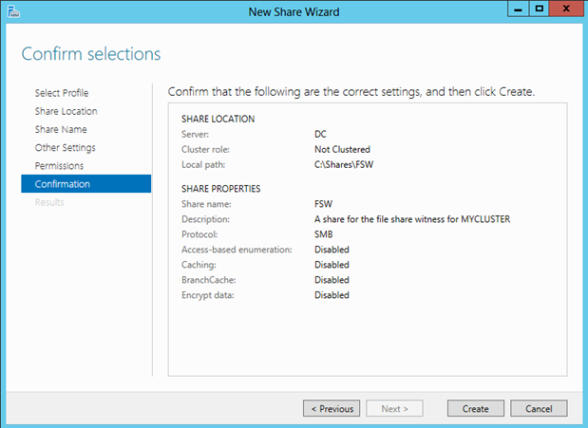 New Share Wizard
Confirm selections
Select Profile
Share Location
Share Name
Other Settings
Permissions
Confirmation
Results
Confirm that the following are the correct settings, and then click Create.
SHARE LOCATION
Server: DC
Cluster role: Not Clustered
Local path: C:\Shares\FSW
SHARE PROPERTIES
Share name: FSW
Description: A share for the file share witness for MYCLUSTER
Protocol: SMB
Access-based enumeration: Disabled
Caching: Disabled
BranchCache: Disabled
Encrypt data: Disabled
< Previous Next > Create Cancel